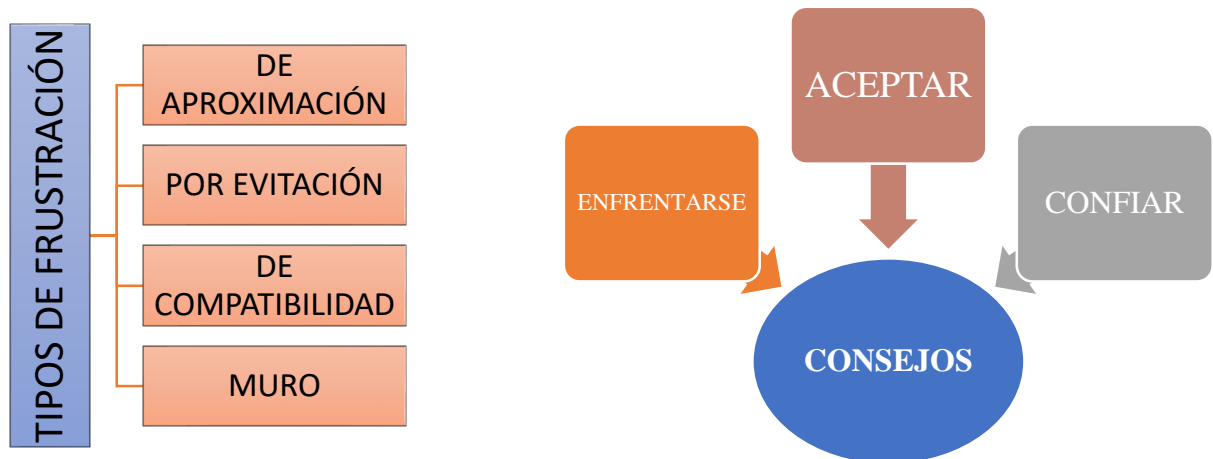 TIPOS DE FRUSTRACIÓN
DE
APROXIMACIÓN
POR EVITACIÓN
DE
COMPATIBILIDAD
MURO
ACEPTAR
ENFRENTARSE
CONFIAR
CONSEJOS